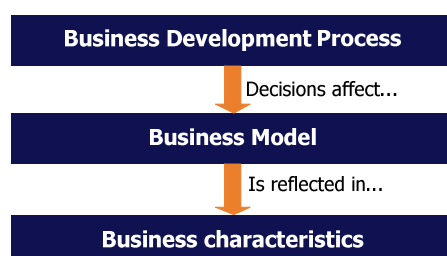 Business Development Process
Decisions affect...
Business Model
Is reflected in...
Business characteristics